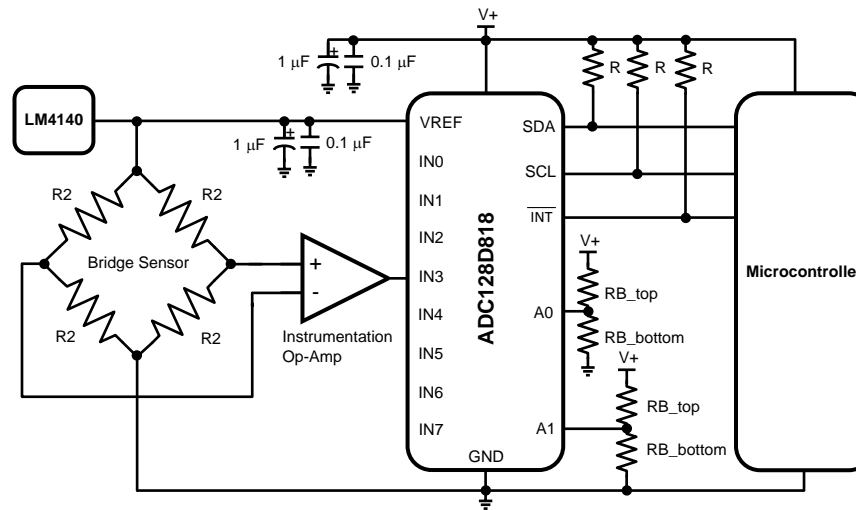 V+
1 µF
+
0.1 µF
R
R
R
LM4140
VREF
SDA
1 µF
+
0.1 µF
IN0
SCL
R2
R2
IN1
INT
IN2
V+
Bridge Sensor
+
-
IN3
ADC128D818
Microcontrolle
RB_top
A0
IN4
R2
R2
Instrumentation
Op-Amp
RB_bottom
IN5
V+
IN6
RB_top
IN7
A1
RB_bottom
GND